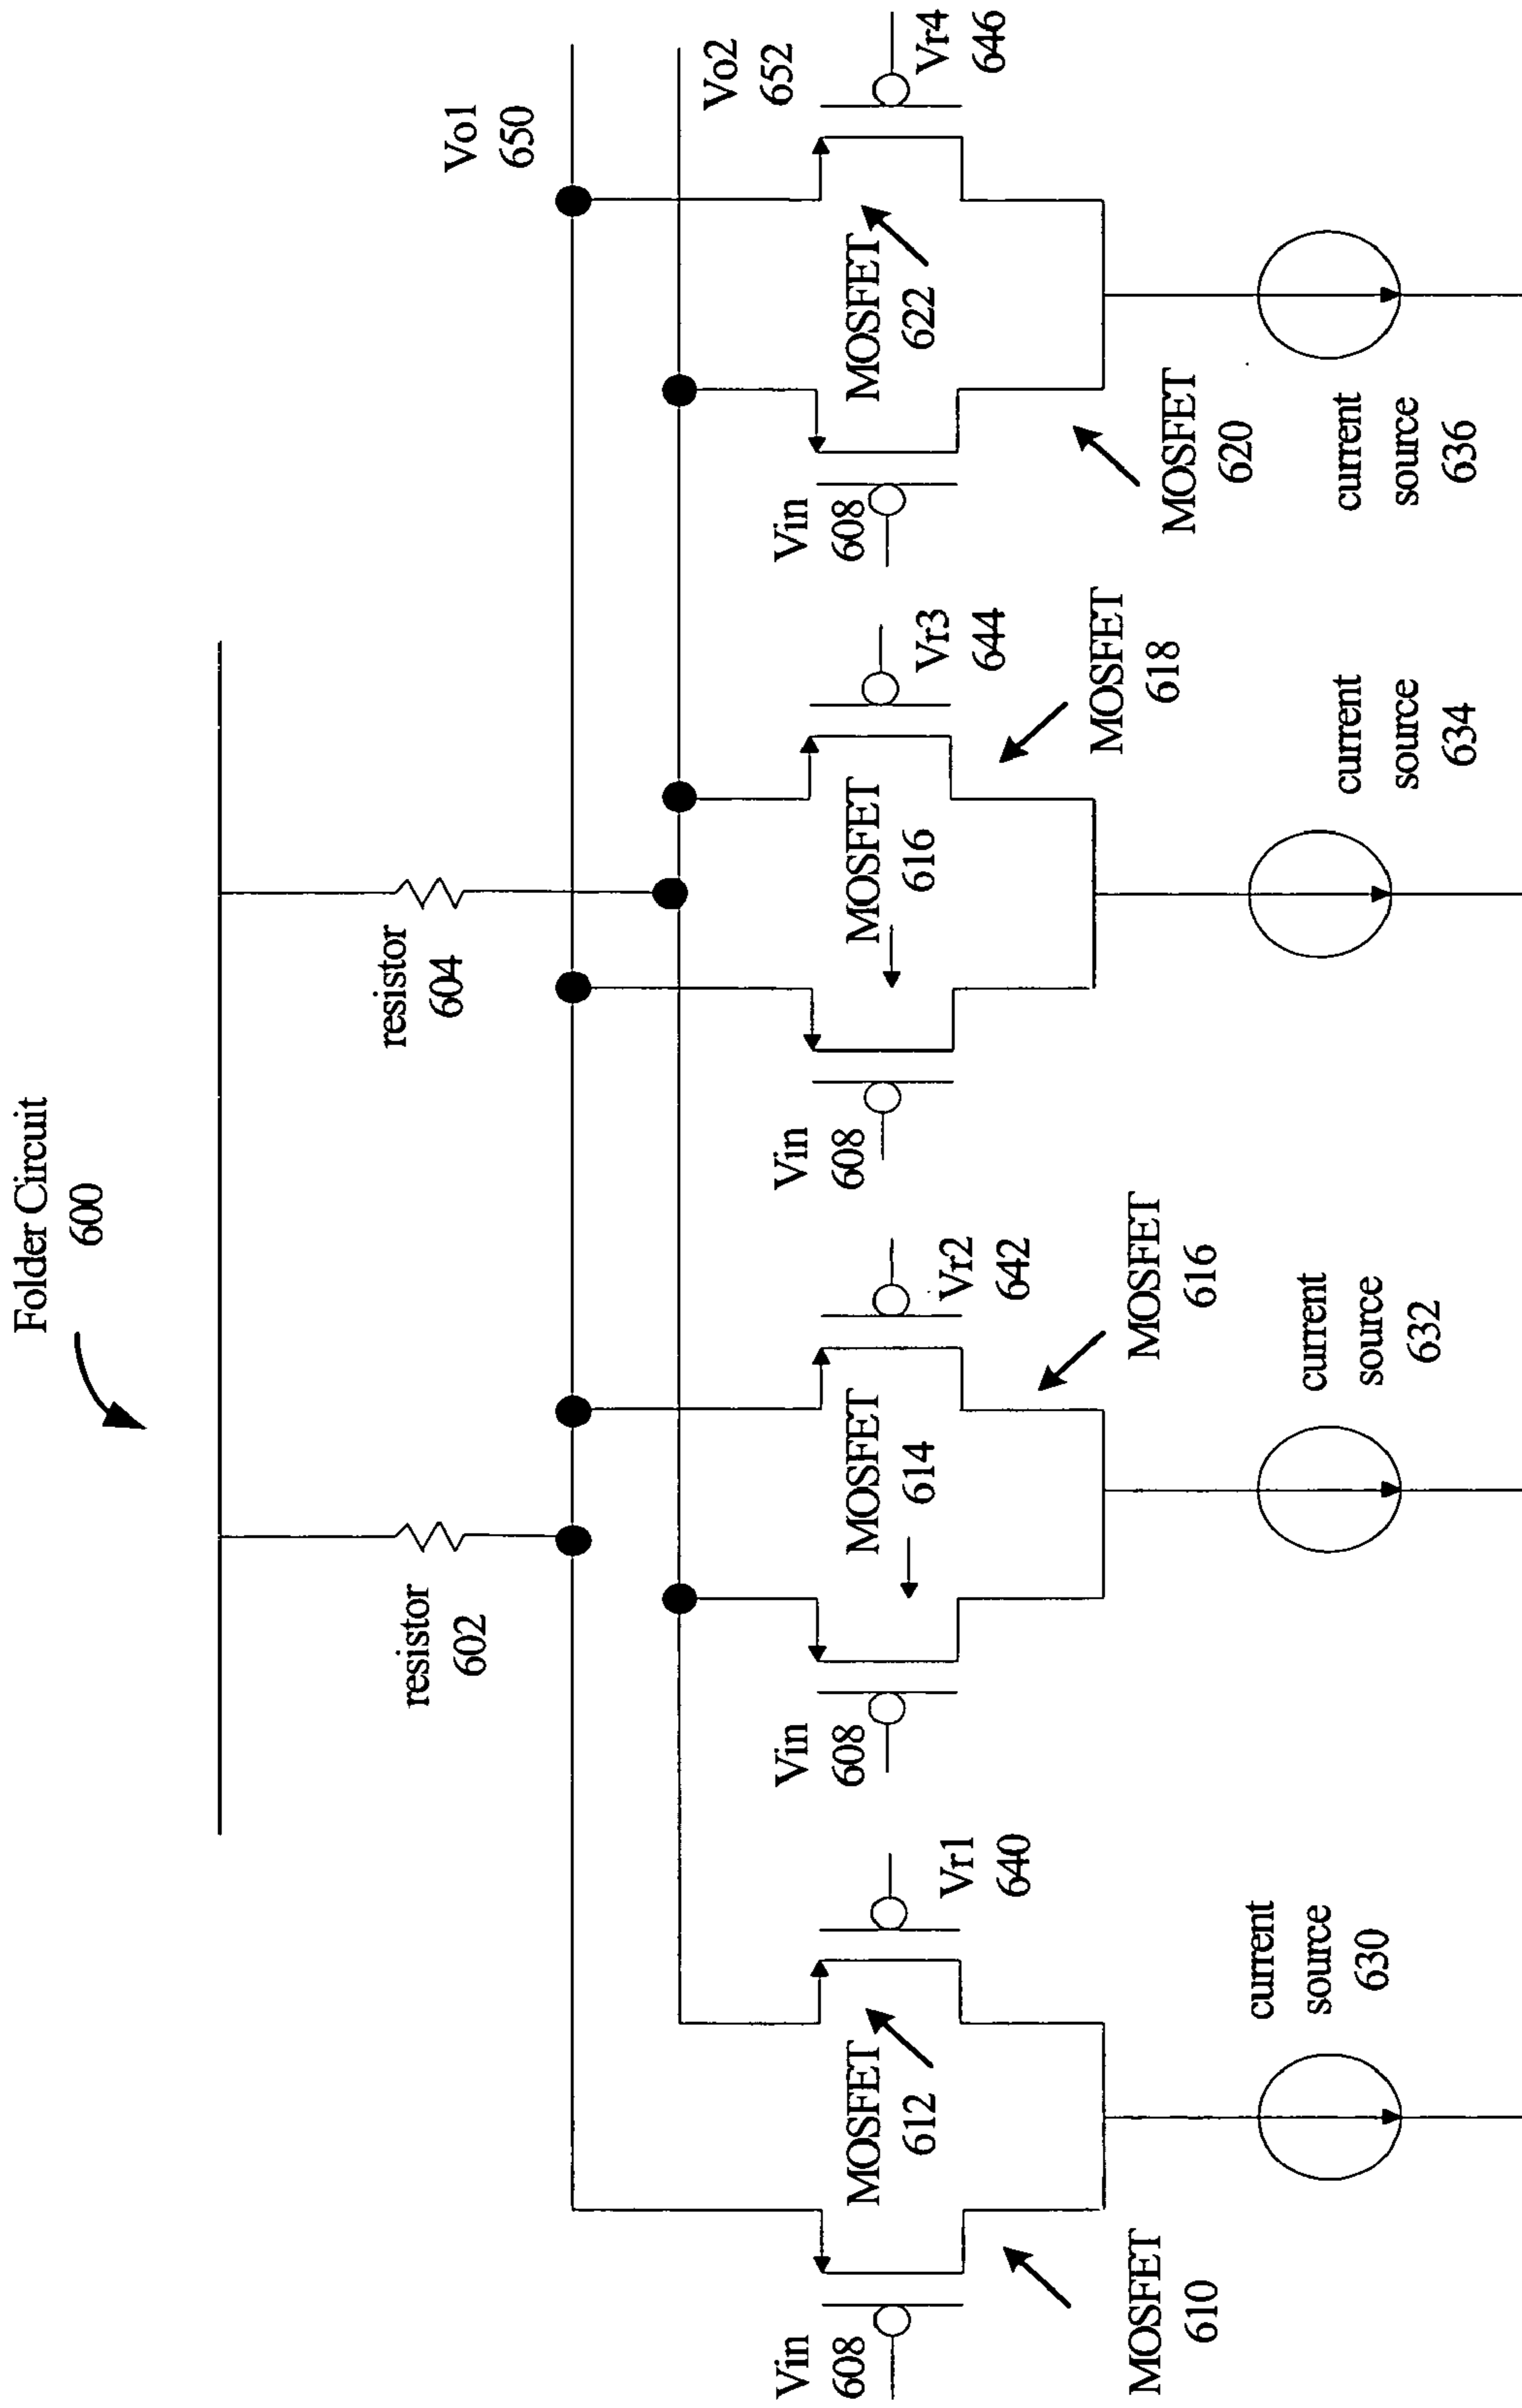 Folder Circuit
600
resistor
602
resistor
604
Vo1
650
Vo2
652
Vin
608
MOSFET
612
Vr1
640
MOSFET
610
current
source
630
Vin
608
MOSFET
614
Vr2
642
MOSFET
616
current
source
632
Vin
608
MOSFET
616
Vr3
644
MOSFET
618
current
source
634
Vin
608
MOSFET
622
Vr4
646
MOSFET
620
current
source
636